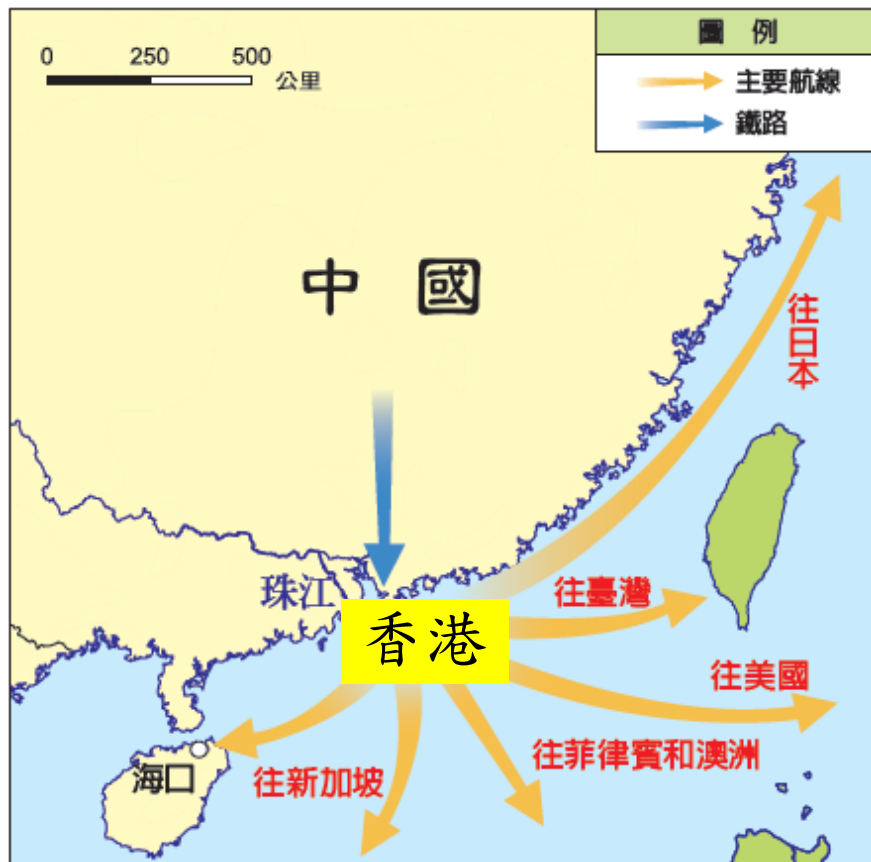 0 250 500
公里
圖 例
主要航線
鐵路
中 國
往日本
珠江
香港
往臺灣
往美國
往菲律賓和澳洲
往新加坡
海口